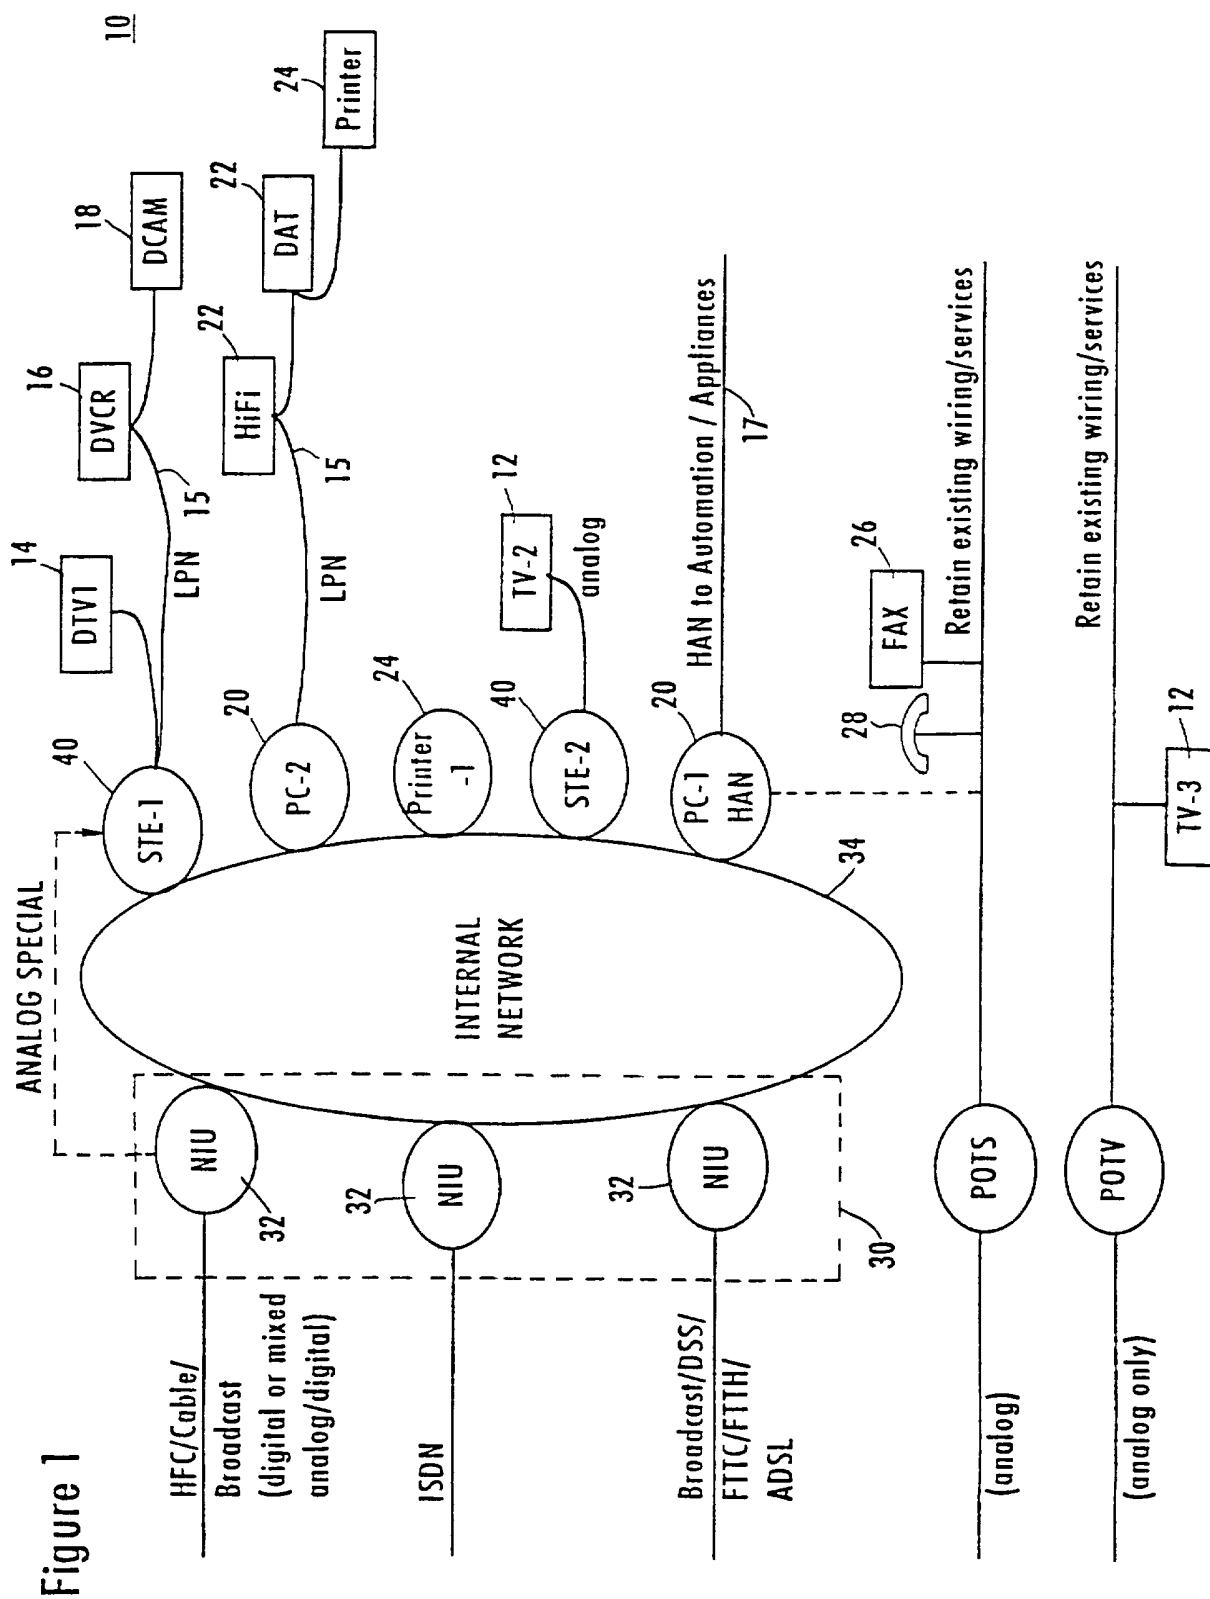 Figure 1
10
ANALOG SPECIAL
HFC/Cable/
Broadcast
(digital or mixed
analog/digital)
NIU
32
STE-1
40
DTV1
14
LPN
15
DVCR
16
DCAM
18
PC-2
20
LPN
15
HiFi
22
DAT
22
Printer
24
ISDN
NIU
32
INTERNAL
NETWORK
Printer
-1
24
STE-2
40
TV-2
12
analog
Broadcast/DSS/
FTTC/FTTH/
ADSL
NIU
32
30
34
PC-1
HAN
20
HAN to Automation / Appliances
17
(analog)
POTS
28
FAX
26
Retain existing wiring/services
(analog only)
POTV
TV-3
12
Retain existing wiring/services